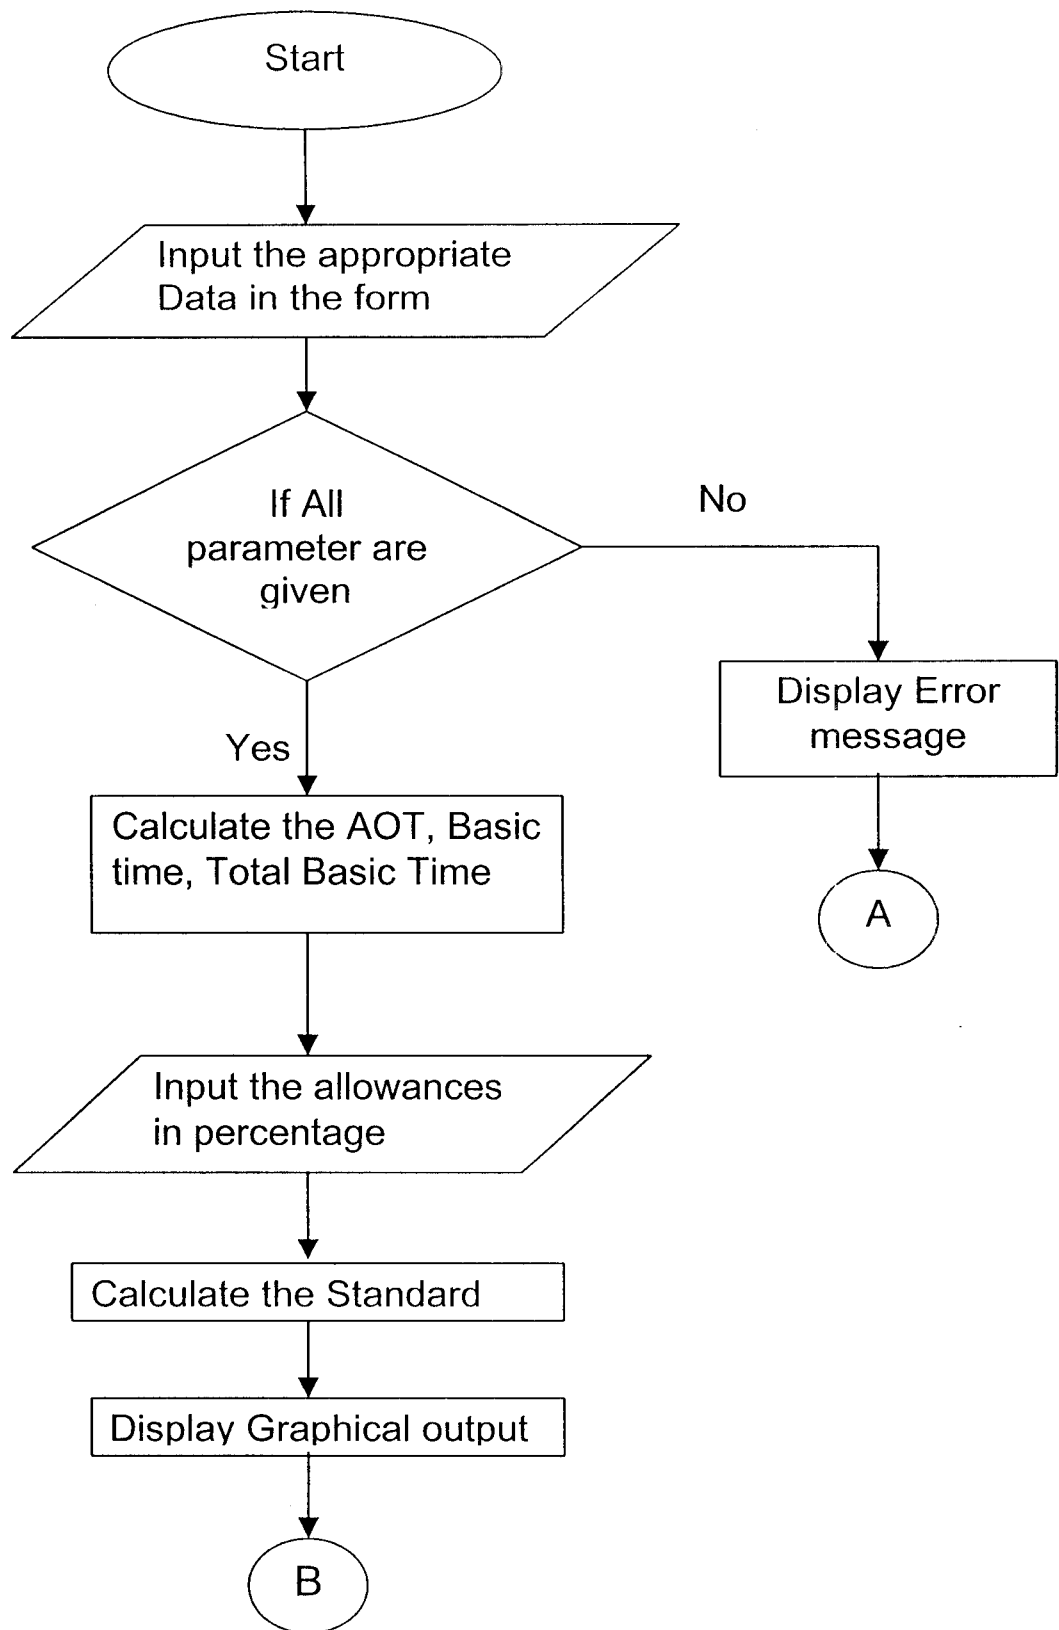 Start
Input the appropriate
Data in the form
If All
parameter are
given
No
Yes
Display Error
message
Calculate the AOT, Basic
time, Total Basic Time
A
Input the allowances
in percentage
Calculate the Standard
Display Graphical output
B